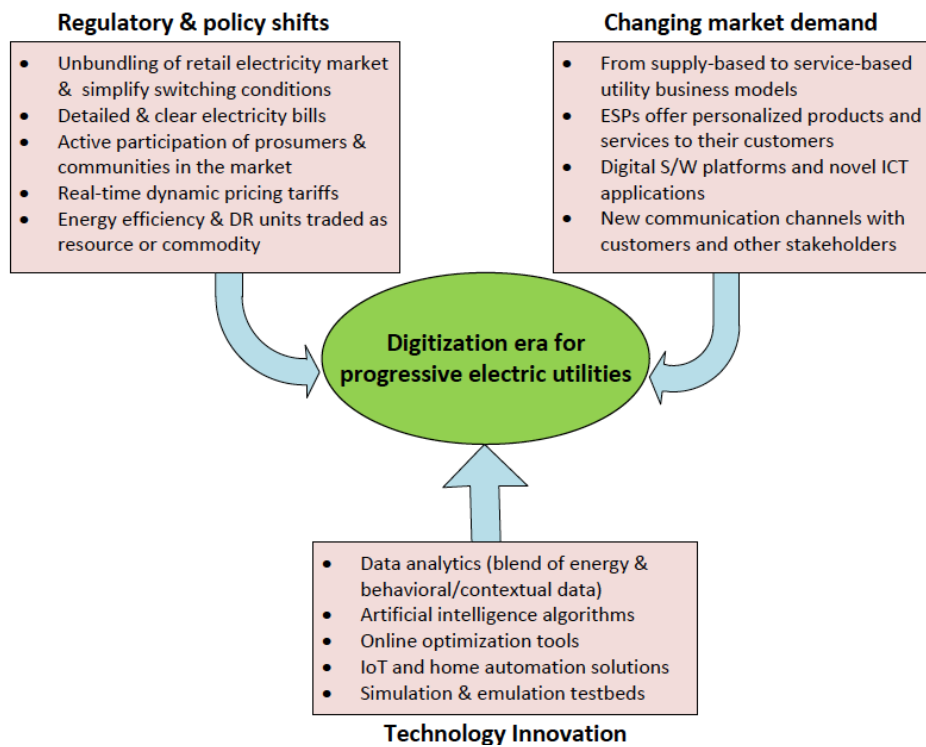 Regulatory & policy shifts
• Unbundling of retail electricity market
& simplify switching conditions
• Detailed & clear electricity bills
• Active participation of prosumers &
communities in the market
• Real-time dynamic pricing tariffs
• Energy efficiency & DR units traded as
resource or commodity
Changing market demand
• From supply-based to service-based
utility business models
• ESPs offer personalized products and
services to their customers
• Digital S/W platforms and novel ICT
applications
• New communication channels with
customers and other stakeholders
Digitization era for
progressive electric utilities
• Data analytics (blend of energy &
behavioral/contextual data)
• Artificial intelligence algorithms
• Online optimization tools
• IoT and home automation solutions
• Simulation & emulation testbeds
Technology Innovation